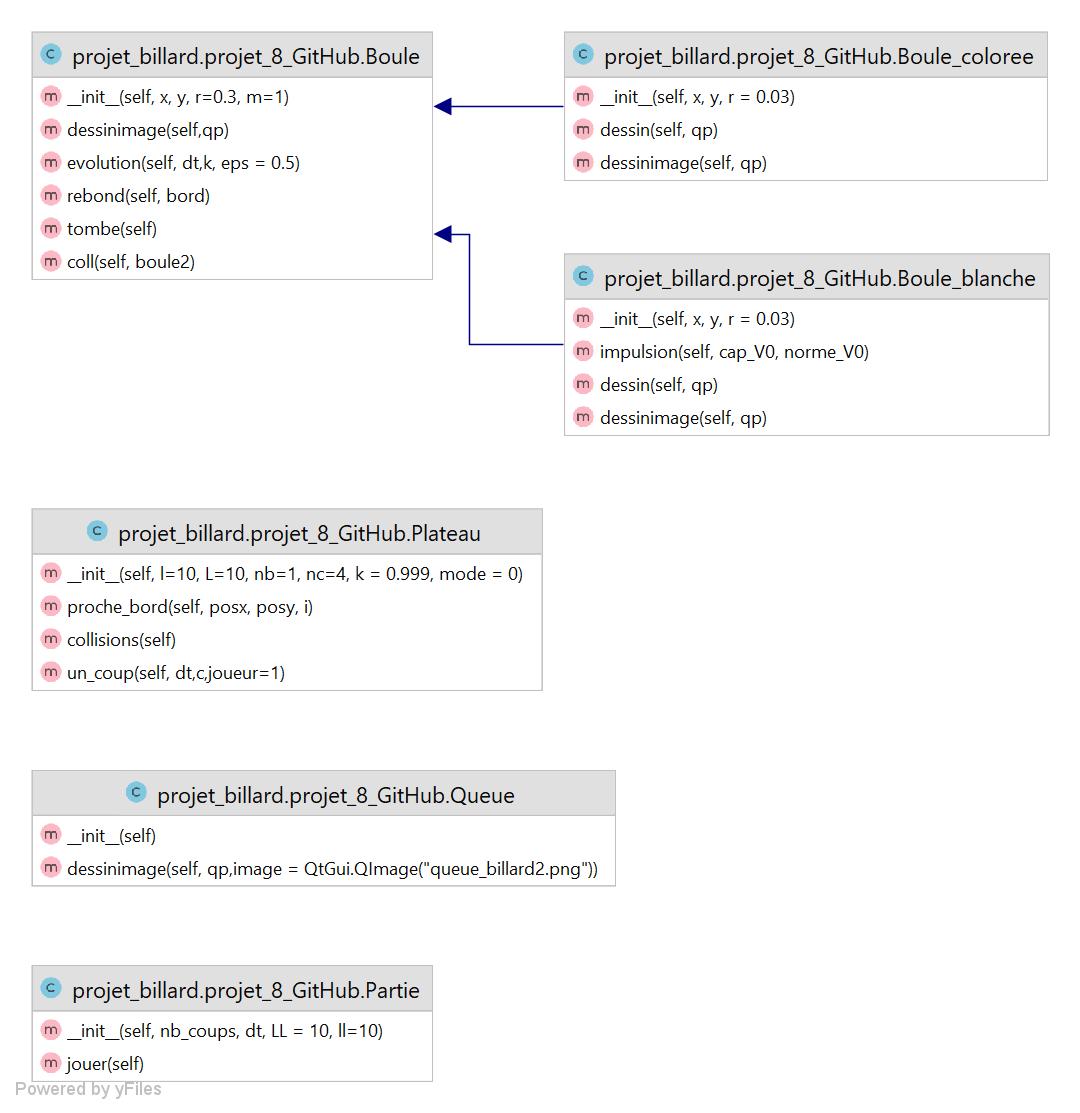 C projet_billard.projet_8_GitHub.Boule
m __init__(self, x, y, r=0.3, m=1)
m dessinimage(self,qp)
m evolution(self, dt,k, eps = 0.5)
m rebond(self, bord)
m tombe(self)
m coll(self, boule2)
C projet_billard.projet_8_GitHub.Boule_coloree
m __init__(self, x, y, r = 0.03)
m dessin(self, qp)
m dessinimage(self, qp)
C projet_billard.projet_8_GitHub.Boule_blanche
m __init__(self, x, y, r = 0.03)
m impulsion(self, cap_V0, norme_V0)
m dessin(self, qp)
m dessinimage(self, qp)
C projet_billard.projet_8_GitHub.Plateau
m __init__(self, l=10, L=10, nb=1, nc=4, k = 0.999, mode = 0)
m proche_bord(self, posx, posy, i)
m collisions(self)
m un_coup(self, dt,c,joueur=1)
C projet_billard.projet_8_GitHub.Queue
m __init__(self)
m dessinimage(self, qp,image = QtGui.QImage("queue_billard2.png"))
C projet_billard.projet_8_GitHub.Partie
m __init__(self, nb_coups, dt, LL = 10, ll=10)
m jouer(self)
Powered by yFiles